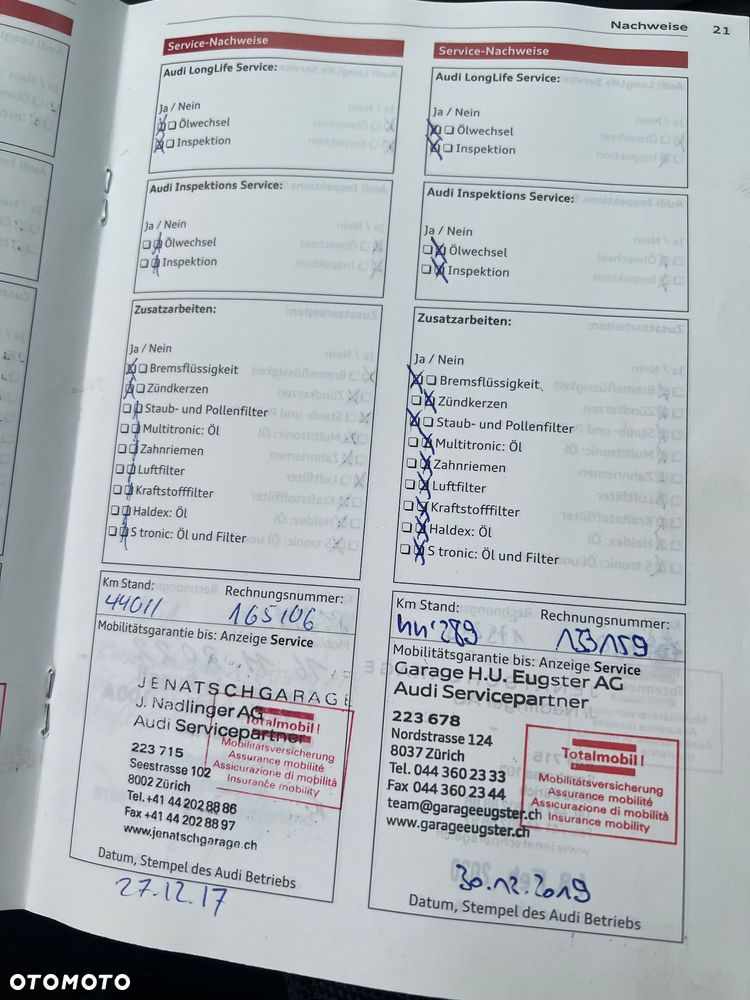 Nachweise 21
Service-Nachweise
Audi LongLife Service:
Ja / Nein
Ölwechsel
Inspektion
Audi Inspektions Service:
Ja / Nein
Ölwechsel
Inspektion
Zusatzarbeiten:
Ja / Nein
Bremsflüssigkeit
Zündkerzen
Staub- und Pollenfilter
Multitronic: Öl
Zahnriemen
Luftfilter
Kraftstofffilter
Haldex: Öl
S tronic: Öl und Filter
Km Stand: Rechnungsnummer:
44011 165106
Mobilitätsgarantie bis: Anzeige Service
JENATSCHGARAGE
J. Nadlinger AG
Audi Servicepartner
223 715
Seestrasse 102
8002 Zürich
Tel. +41 44 202 88 86
Fax +41 44 202 88 97
www.jenatschgarage.ch
Totalmobil!
Mobilitätsversicherung
Assurance mobilité
Assicurazione di mobilità
Insurance mobility
Datum, Stempel des Audi Betriebs
27.12.17
Service-Nachweise
Audi LongLife Service:
Ja / Nein
Ölwechsel
Inspektion
Audi Inspektions Service:
Ja / Nein
Ölwechsel
Inspektion
Zusatzarbeiten:
Ja / Nein
Bremsflüssigkeit
Zündkerzen
Staub- und Pollenfilter
Multitronic: Öl
Zahnriemen
Luftfilter
Kraftstofffilter
Haldex: Öl
S tronic: Öl und Filter
Km Stand: Rechnungsnummer:
44'289 133159
Mobilitätsgarantie bis: Anzeige Service
Garage H.U. Eugster AG
Audi Servicepartner
223 678
Nordstrasse 124
8037 Zürich
Tel. 044 360 23 33
Fax 044 360 23 44
team@garageeugster.ch
www.garageeugster.ch
Totalmobil!
Mobilitätsversicherung
Assurance mobilité
Assicurazione di mobilità
Insurance mobility
30.12.2019
Datum, Stempel des Audi Betriebs
OTOMOTO